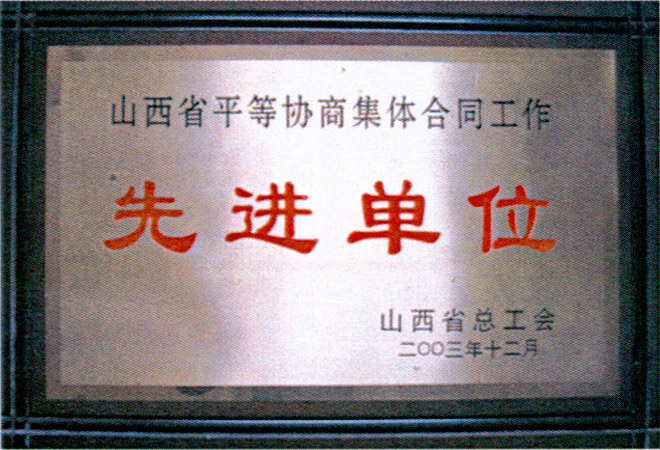 山西省平等协商集体合同工作
先进单位
山西省总工会
二〇〇三年十二月